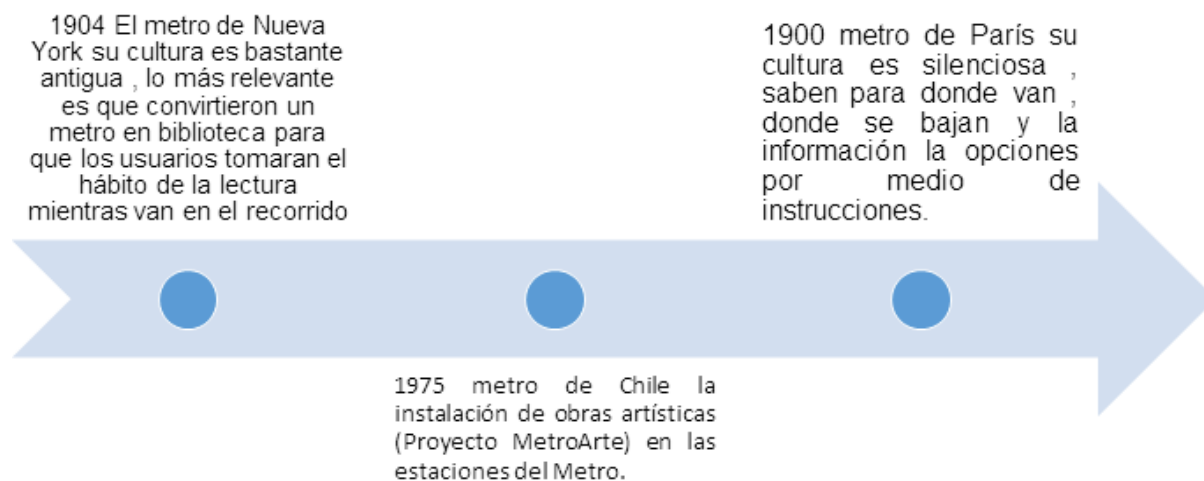 1904 El metro de Nueva
York su cultura es bastante
antigua , lo más relevante
es que convirtieron un
metro en biblioteca para
que los usuarios tomaran el
hábito de la lectura
mientras van en el recorrido
1975 metro de Chile la
instalación de obras artísticas
(Proyecto MetroArte) en las
estaciones del Metro.
1900 metro de París su
cultura es silenciosa ,
saben para donde van ,
donde se bajan y la
información la opciones
por medio de
instrucciones.